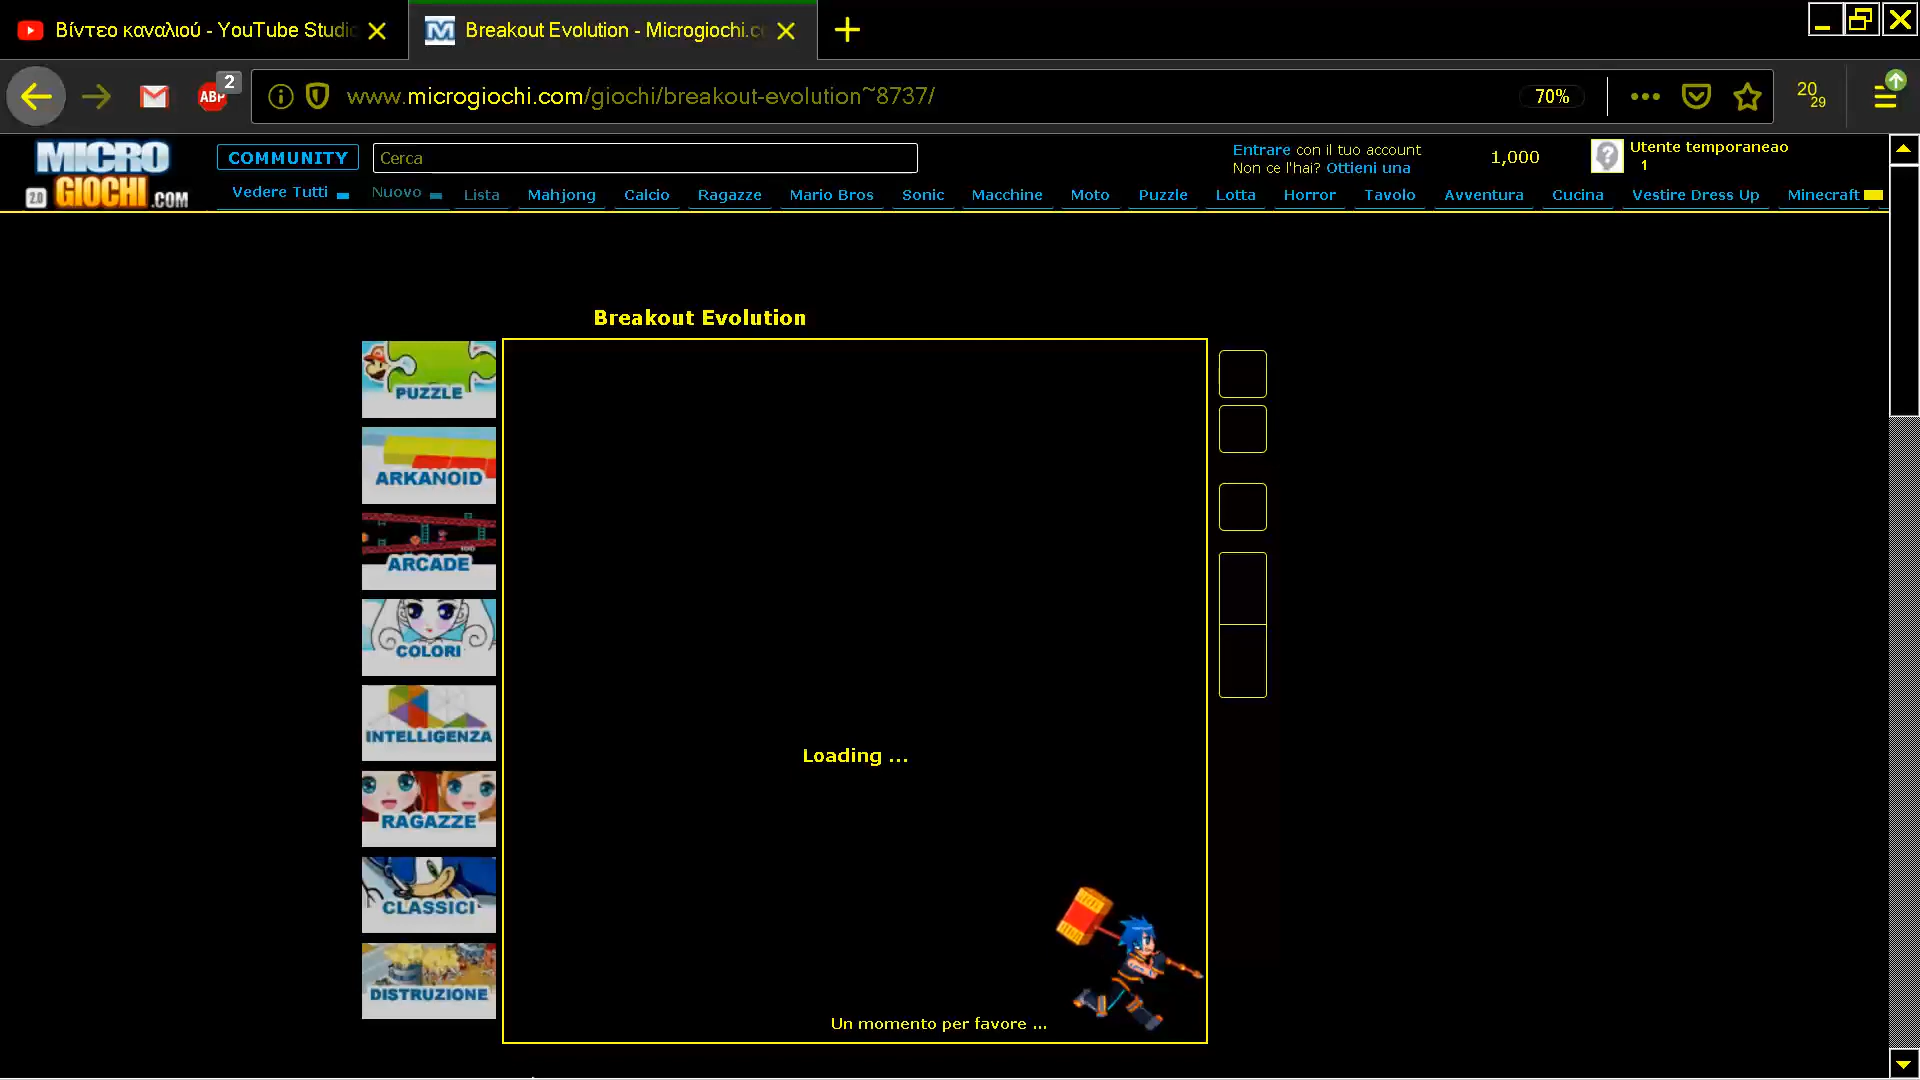 Βίντεο καναλιού - YouTube Studio
Breakout Evolution - Microgiochi.c
ABP
2
www.microgiochi.com/giochi/breakout-evolution~8737/
70%
20
29
MICRO
2.0 GIOCHI.COM
COMMUNITY
Cerca
Entrare con il tuo account
Non ce l'hai? Ottieni una
1,000
Utente temporaneao
1
Vedere Tutti
Nuovo
Lista
Mahjong
Calcio
Ragazze
Mario Bros
Sonic
Macchine
Moto
Puzzle
Lotta
Horror
Tavolo
Avventura
Cucina
Vestire Dress Up
Minecraft
Breakout Evolution
PUZZLE
ARKANOID
ARCADE
COLORI
INTELLIGENZA
RAGAZZE
CLASSICI
DISTRUZIONE
Loading ...
Un momento per favore ...